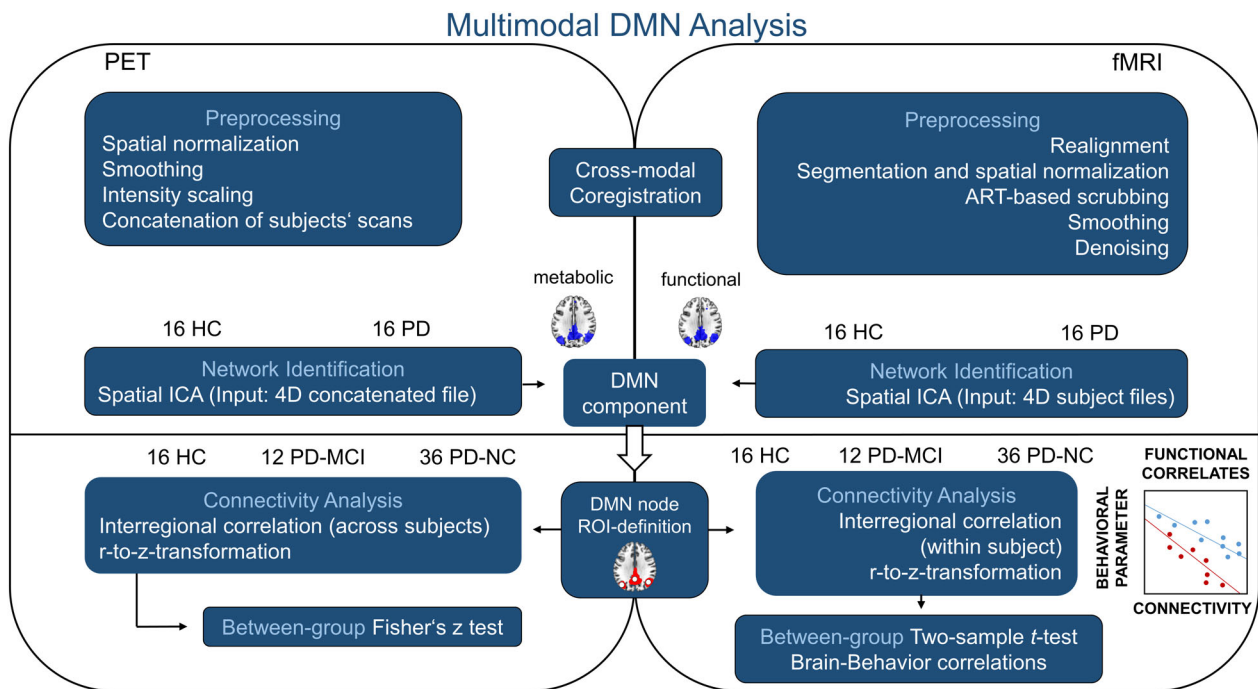 Multimodal DMN Analysis
PET
fMRI
Preprocessing
Spatial normalization
Smoothing
Intensity scaling
Concatenation of subjects‘ scans
Cross-modal
Coregistration
Preprocessing
Realignment
Segmentation and spatial normalization
ART-based scrubbing
Smoothing
Denoising
metabolic
functional
16 HC
16 PD
Network Identification
Spatial ICA (Input: 4D concatenated file)
DMN
component
16 HC
16 PD
Network Identification
Spatial ICA (Input: 4D subject files)
16 HC
12 PD-MCI
36 PD-NC
Connectivity Analysis
Interregional correlation (across subjects)
r-to-z-transformation
Between-group Fisher‘s z test
DMN node
ROI-definition
16 HC
12 PD-MCI
36 PD-NC
Connectivity Analysis
Interregional correlation
(within subject)
r-to-z-transformation
Between-group Two-sample t-test
Brain-Behavior correlations
FUNCTIONAL
CORRELATES
BEHAVIORAL
PARAMETER
CONNECTIVITY